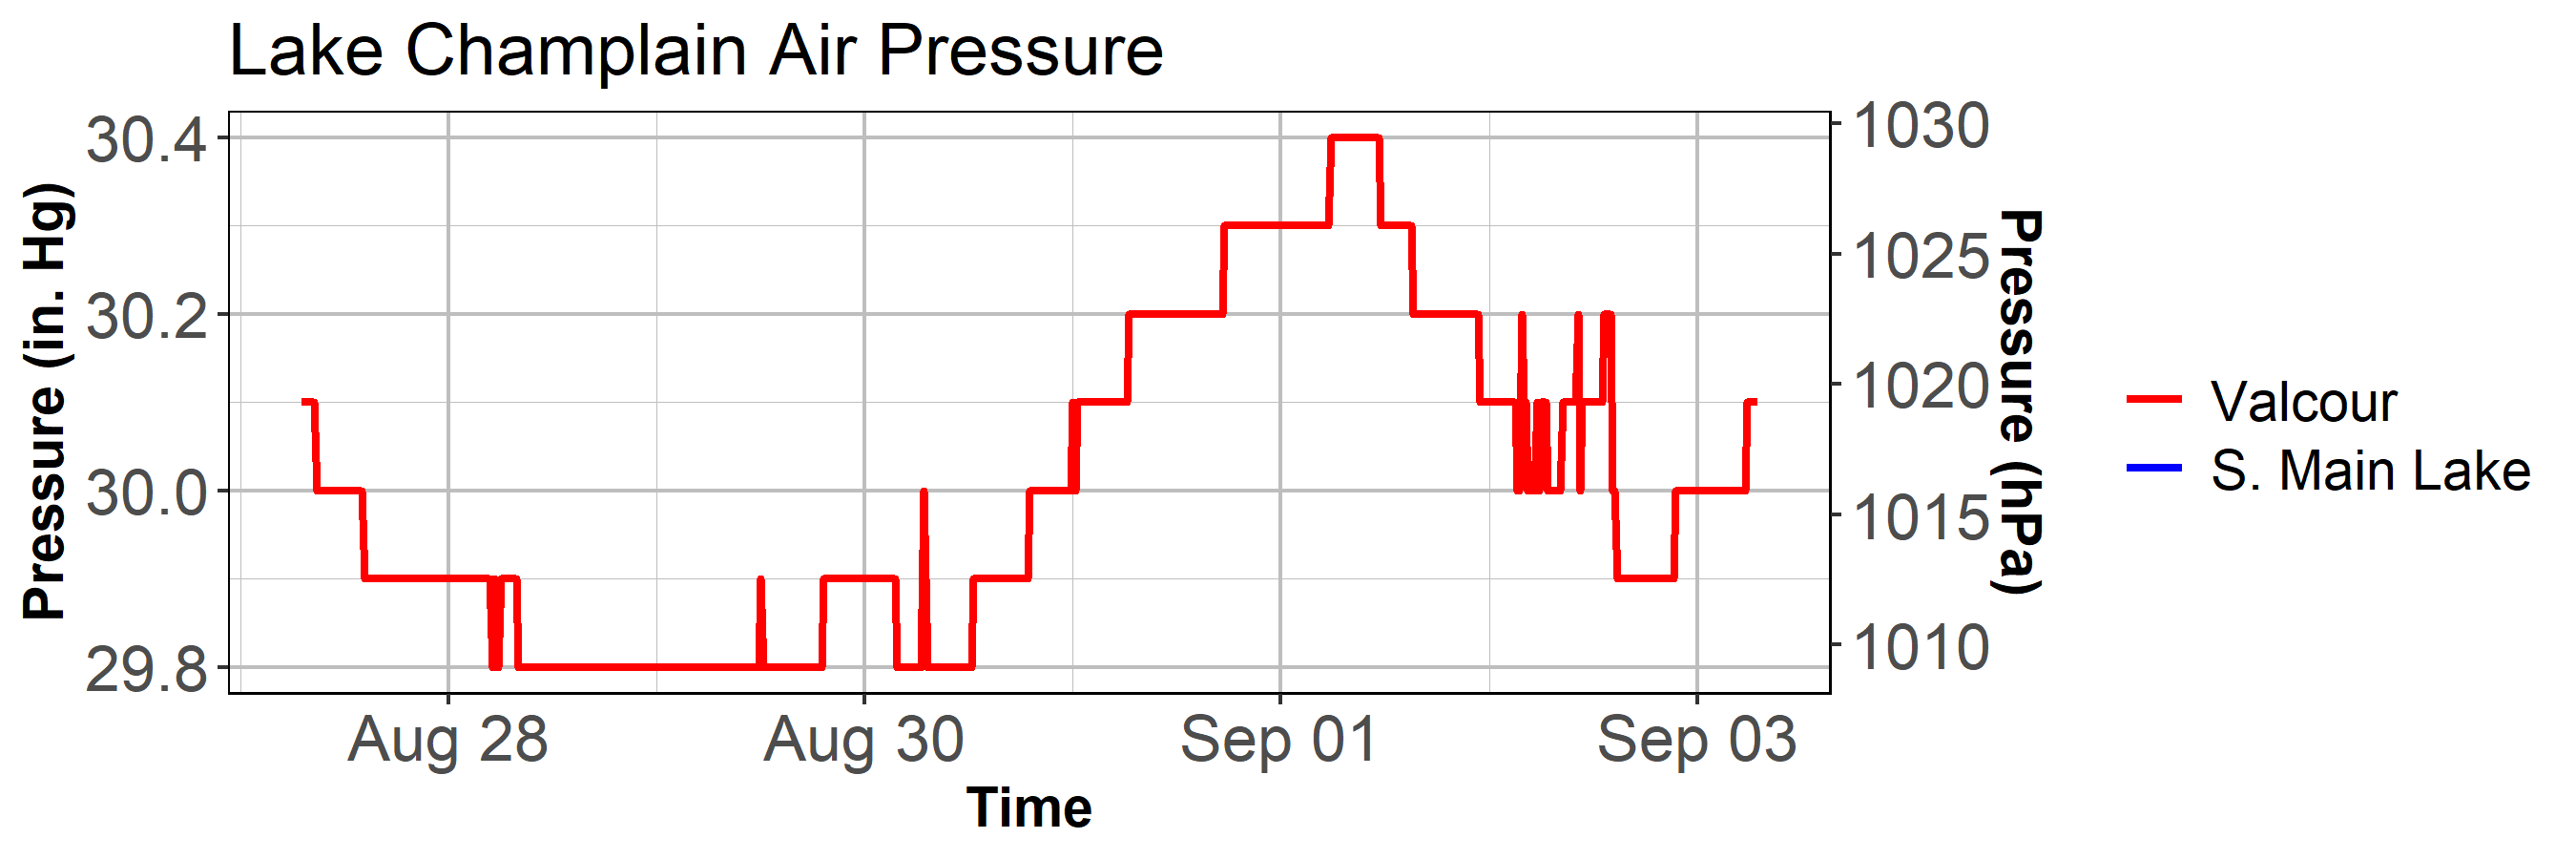 Lake Champlain Air Pressure
Pressure (in. Hg)
30.4
30.2
30.0
29.8
1030
1025
1020
1015
1010
Pressure (hPa)
Aug 28
Aug 30
Sep 01
Sep 03
Time
Valcour
S. Main Lake